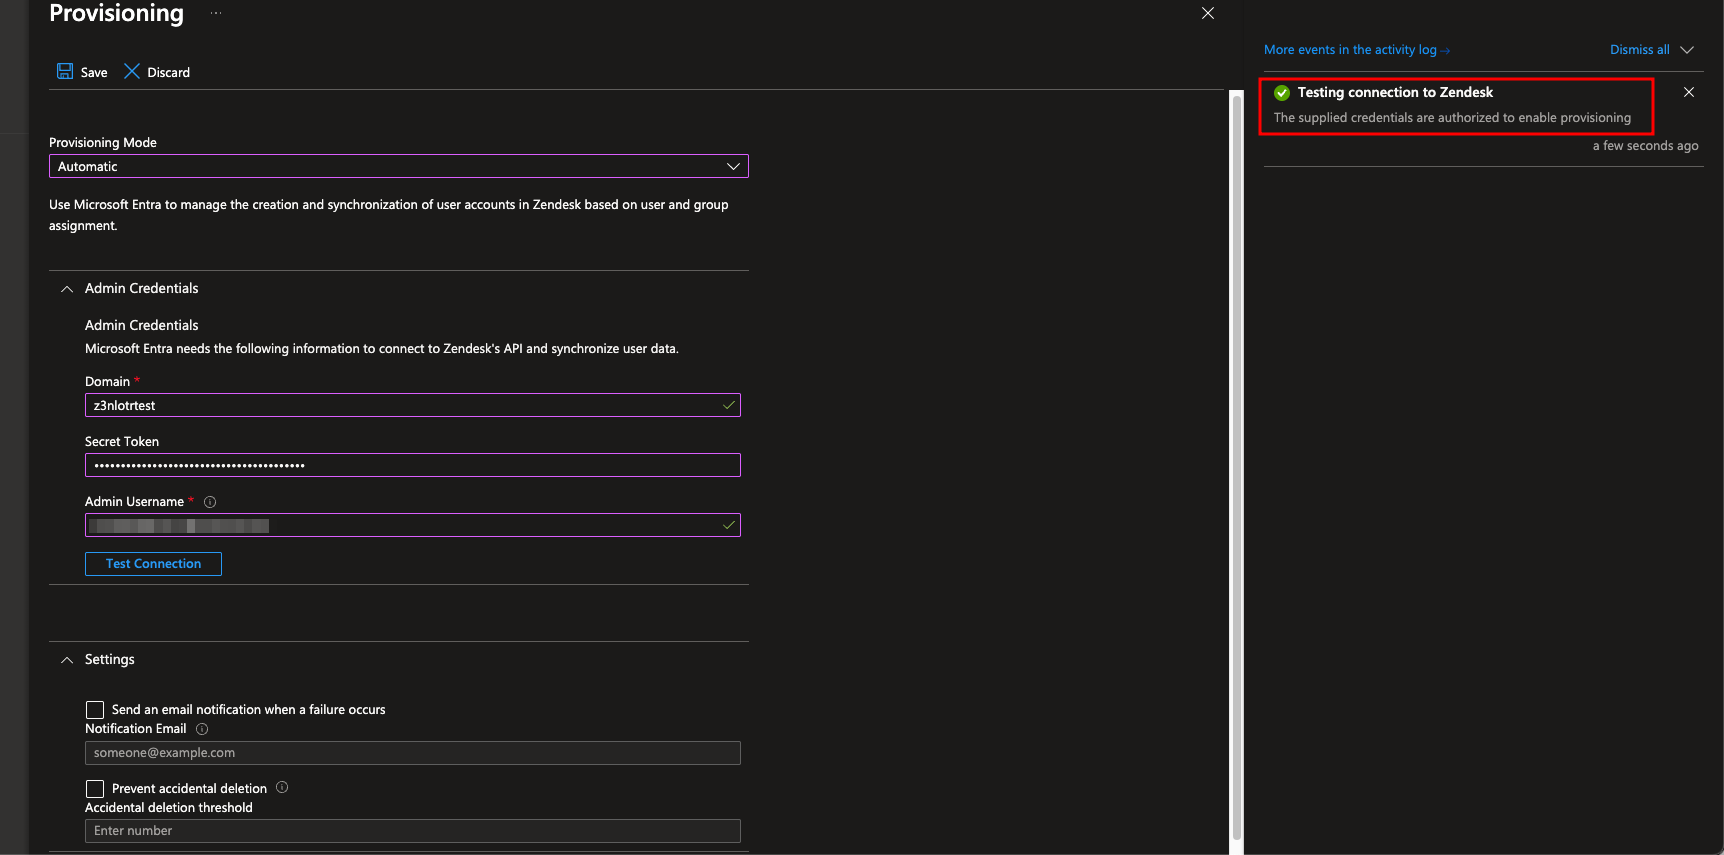 Provisioning
...
Save
Discard
Provisioning Mode
Automatic
Use Microsoft Entra to manage the creation and synchronization of user accounts in Zendesk based on user and group
assignment.
Admin Credentials
Admin Credentials
Microsoft Entra needs the following information to connect to Zendesk's API and synchronize user data.
Domain *
z3nlotrtest
Secret Token
Admin Username *
Test Connection
Settings
Send an email notification when a failure occurs
Notification Email
someone@example.com
Prevent accidental deletion
Accidental deletion threshold
Enter number
More events in the activity log →
Dismiss all
Testing connection to Zendesk
The supplied credentials are authorized to enable provisioning
a few seconds ago